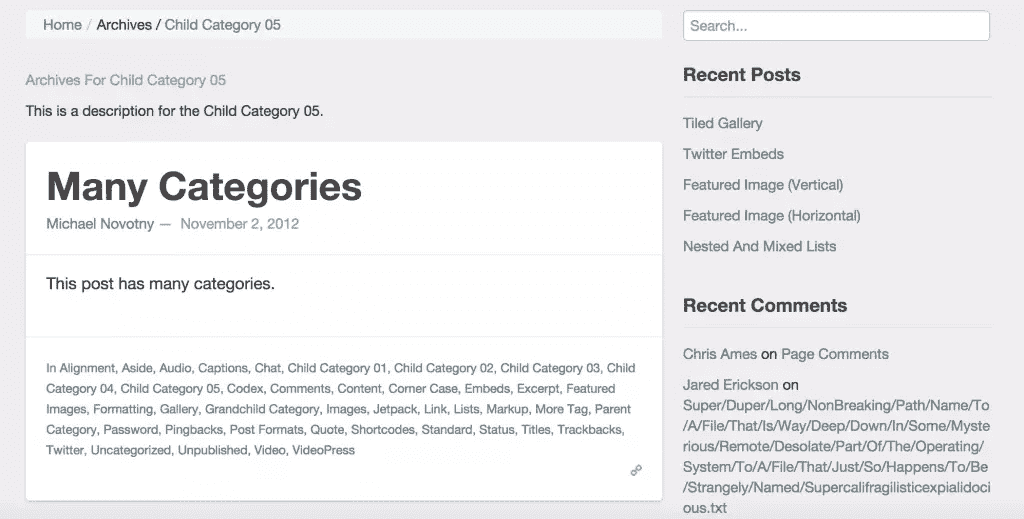 Home / Archives / Child Category 05
Archives For Child Category 05
This is a description for the Child Category 05.
Many Categories
Michael Novotny — November 2, 2012
This post has many categories.
In Alignment, Aside, Audio, Captions, Chat, Child Category 01, Child Category 02, Child Category 03, Child
Category 04, Child Category 05, Codex, Comments, Content, Corner Case, Embeds, Excerpt, Featured
Images, Formatting, Gallery, Grandchild Category, Images, Jetpack, Link, Lists, Markup, More Tag, Parent
Category, Password, Pingbacks, Post Formats, Quote, Shortcodes, Standard, Status, Titles, Trackbacks,
Twitter, Uncategorized, Unpublished, Video, VideoPress
Search...
Recent Posts
Tiled Gallery
Twitter Embeds
Featured Image (Vertical)
Featured Image (Horizontal)
Nested And Mixed Lists
Recent Comments
Chris Ames on Page Comments
Jared Erickson on
Super/Duper/Long/NonBreaking/Path/Name/To
/A/File/That/Is/Way/Deep/Down/In/Some/Myste
rious/Remote/Desolate/Part/Of/The/Operating/
System/To/A/File/That/Just/So/Happens/To/Be
/Strangely/Named/Supercalifragilisticexpialidoci
ous.txt